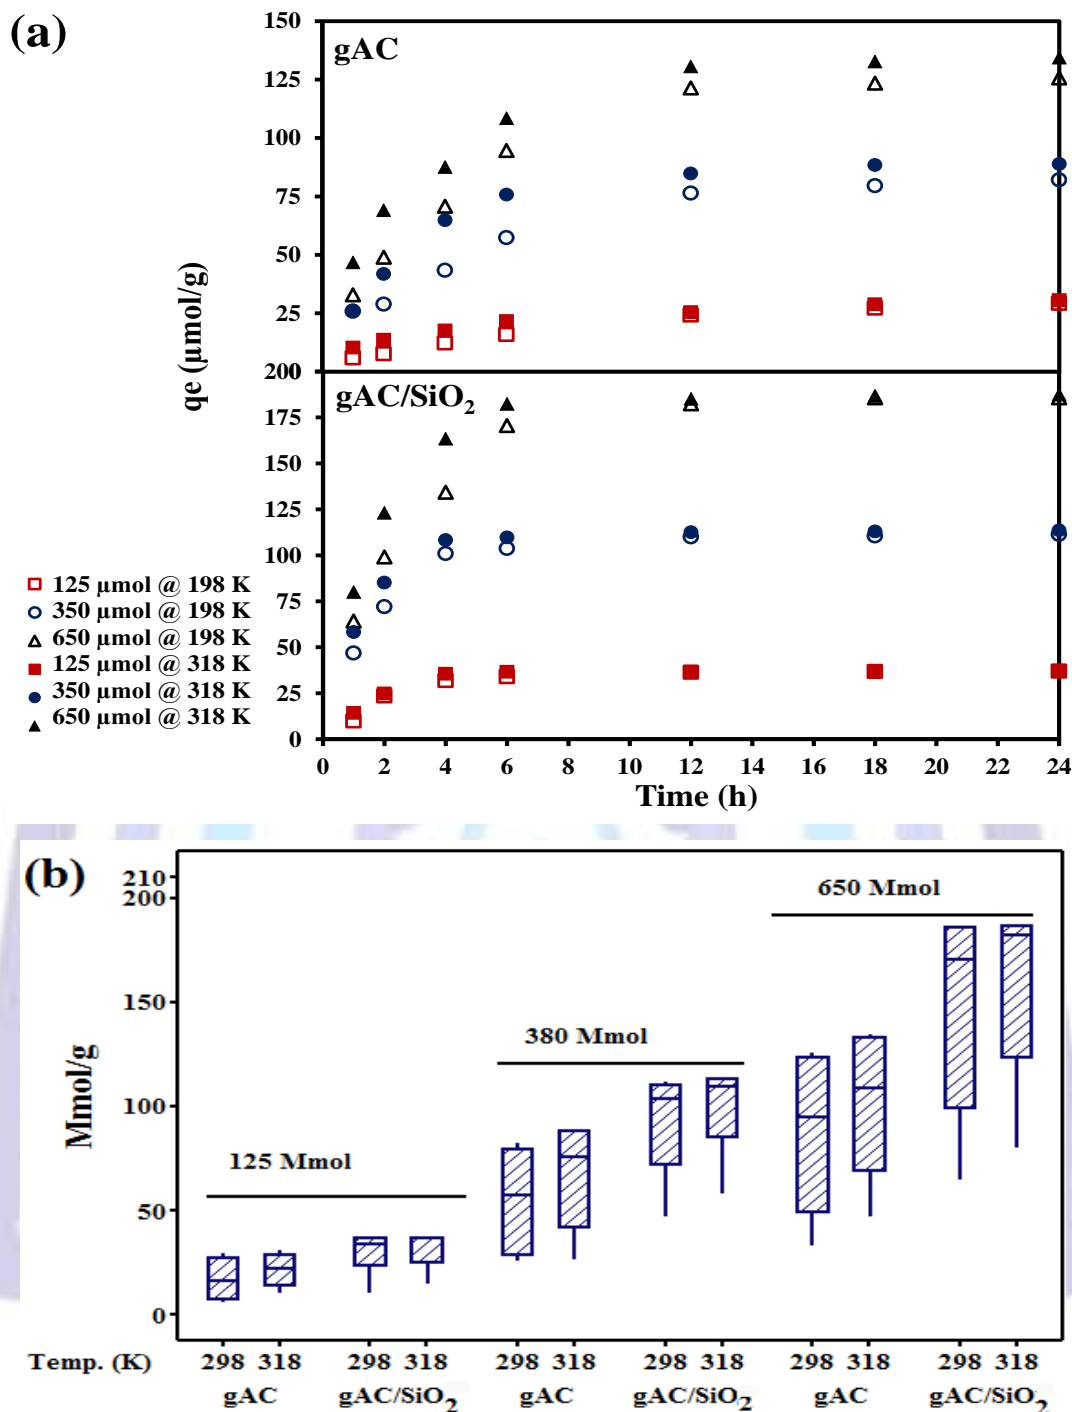 (a)
gAC
150
125
100
75
50
25
200
gAC/SiO2
175
150
125
100
75
50
25
0
qe (µmol/g)
125 µmol @ 198 K
350 µmol @ 198 K
650 µmol @ 198 K
125 µmol @ 318 K
350 µmol @ 318 K
650 µmol @ 318 K
0 2 4 6 8 10 12 14 16 18 20 22 24
Time (h)
(b)
210
200
150
100
50
0
Mmol/g
650 Mmol
380 Mmol
125 Mmol
Temp. (K) 298 318 298 318 298 318 298 318 298 318 298 318
gAC gAC/SiO2 gAC gAC/SiO2 gAC gAC/SiO2